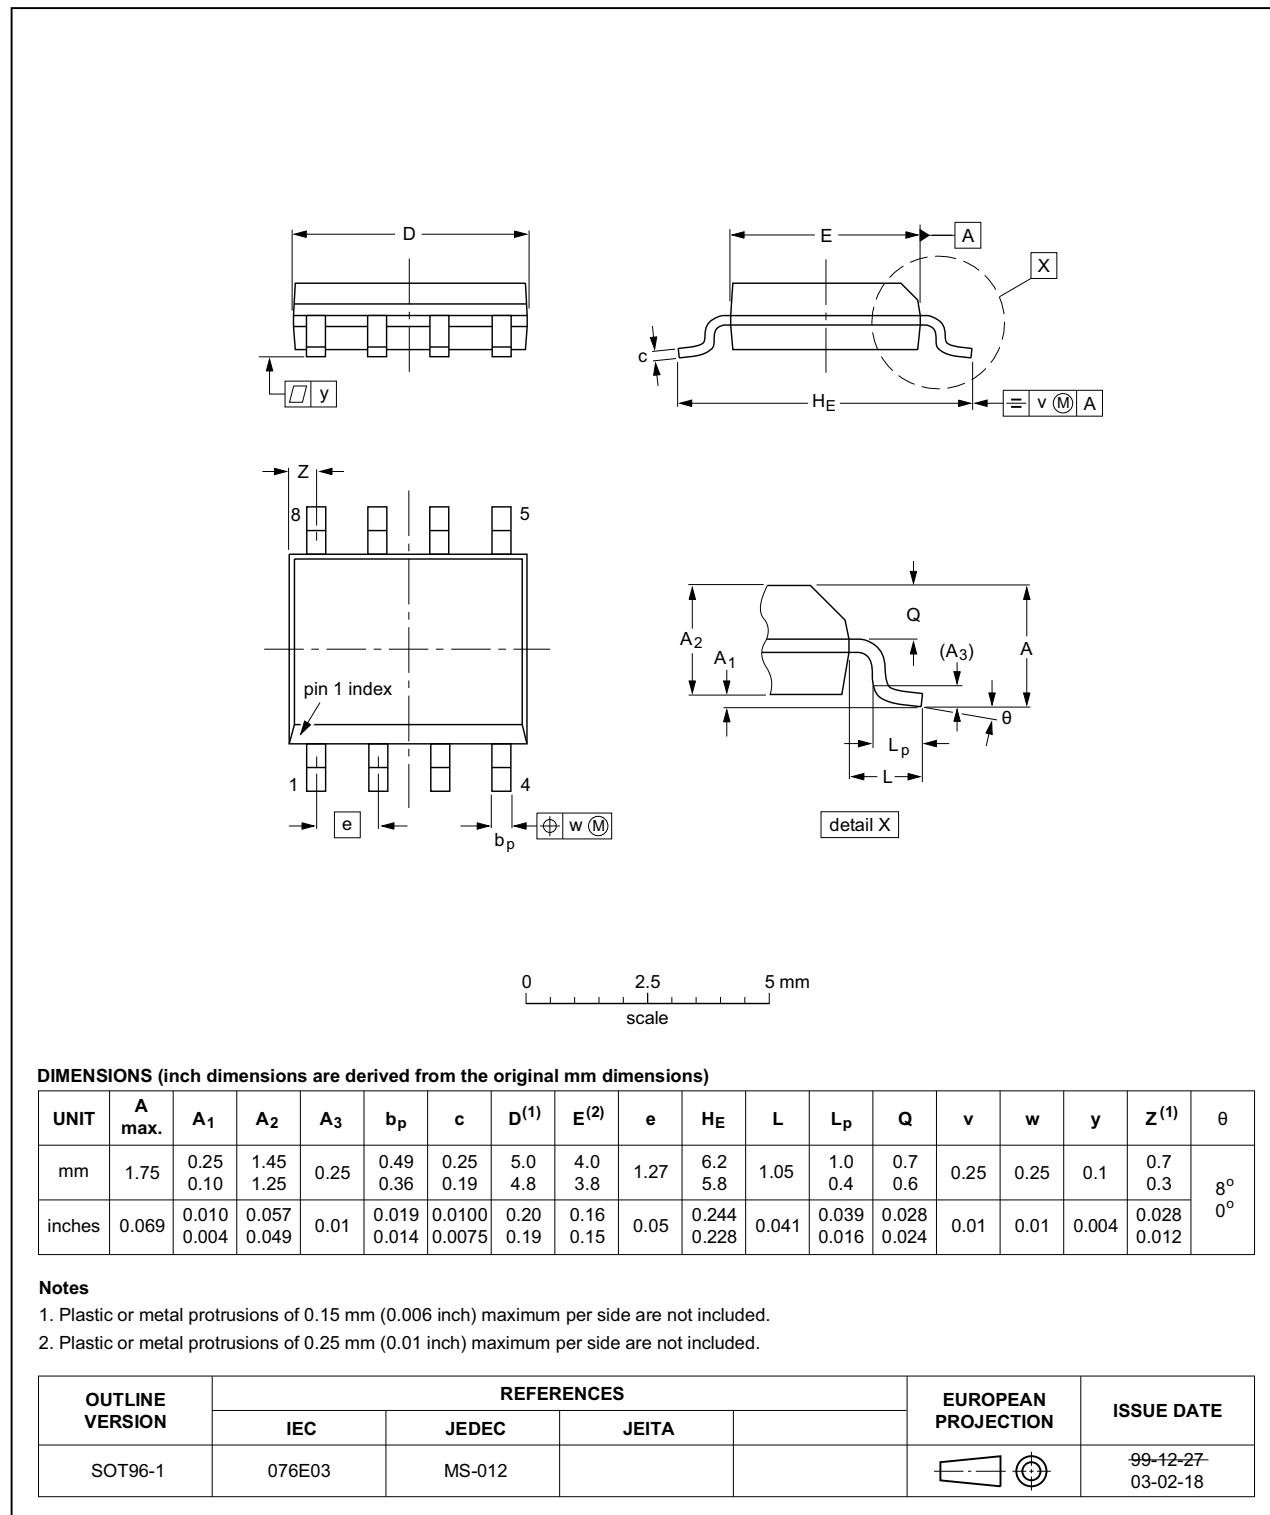 D
E
A
X
c
y
HE
v M A
Z
8
5
pin 1 index
1
4
e
bp
w M
A2
A1
Q
(A3)
A
θ
Lp
L
detail X
0 2.5 5 mm
scale
DIMENSIONS (inch dimensions are derived from the original mm dimensions)
UNIT A max. A1 A2 A3 bp c D(1) E(2) e HE L Lp Q v w y Z(1) θ
mm 1.75 0.25 0.10 1.45 1.25 0.25 0.49 0.36 0.25 0.19 5.0 4.8 4.0 3.8 1.27 6.2 5.8 1.05 1.0 0.4 0.7 0.6 0.25 0.25 0.1 0.7 0.3 8o 0o
inches 0.069 0.010 0.004 0.057 0.049 0.01 0.019 0.014 0.0100 0.0075 0.20 0.19 0.16 0.15 0.05 0.244 0.228 0.041 0.039 0.016 0.028 0.024 0.01 0.01 0.004 0.028 0.012
Notes
1. Plastic or metal protrusions of 0.15 mm (0.006 inch) maximum per side are not included.
2. Plastic or metal protrusions of 0.25 mm (0.01 inch) maximum per side are not included.
OUTLINE VERSION REFERENCES EUROPEAN PROJECTION ISSUE DATE
IEC JEDEC JEITA
SOT96-1 076E03 MS-012 99-12-27
03-02-18